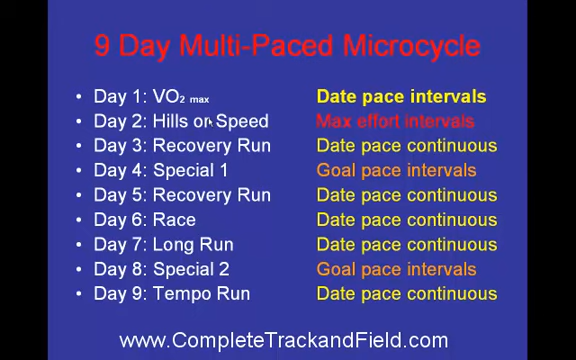 9 Day Multi-Paced Microcycle
• Day 1: VO2 max Date pace intervals
• Day 2: Hills or Speed Max effort intervals
• Day 3: Recovery Run Date pace continuous
• Day 4: Special 1 Goal pace intervals
• Day 5: Recovery Run Date pace continuous
• Day 6: Race Date pace continuous
• Day 7: Long Run Date pace continuous
• Day 8: Special 2 Goal pace intervals
• Day 9: Tempo Run Date pace continuous
www.CompleteTrackandField.com